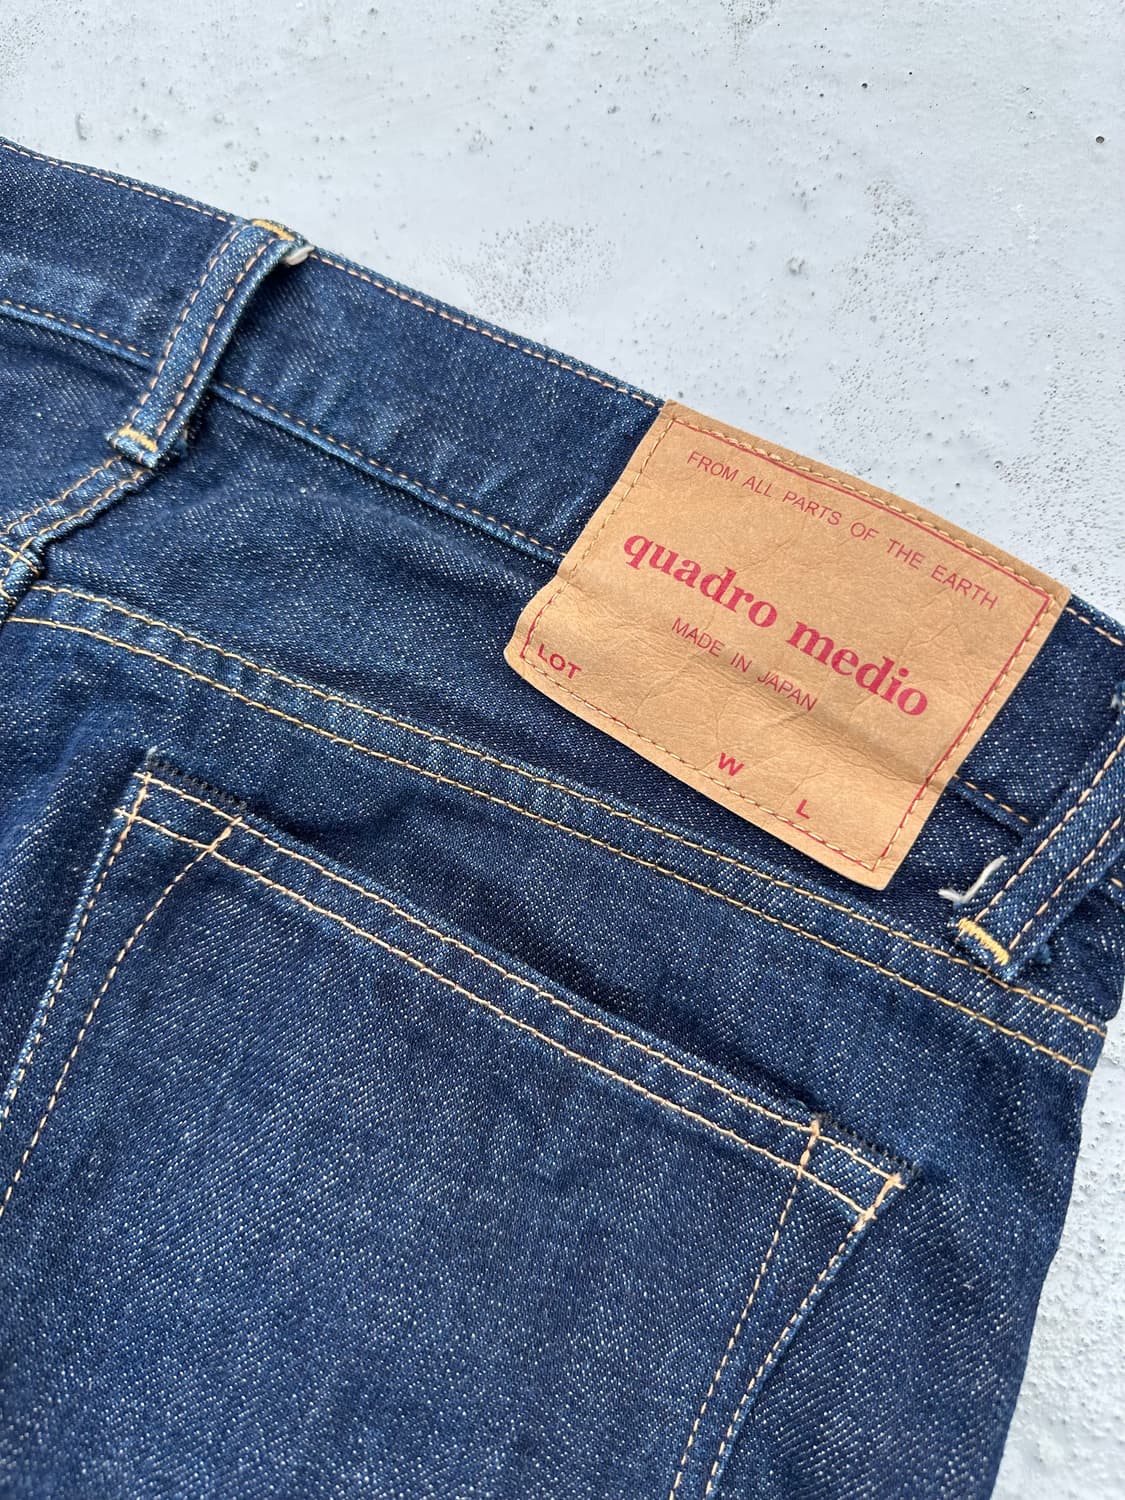 FROM ALL PARTS OF THE EARTH
quadro medio
MADE IN JAPAN
LOT
W
L